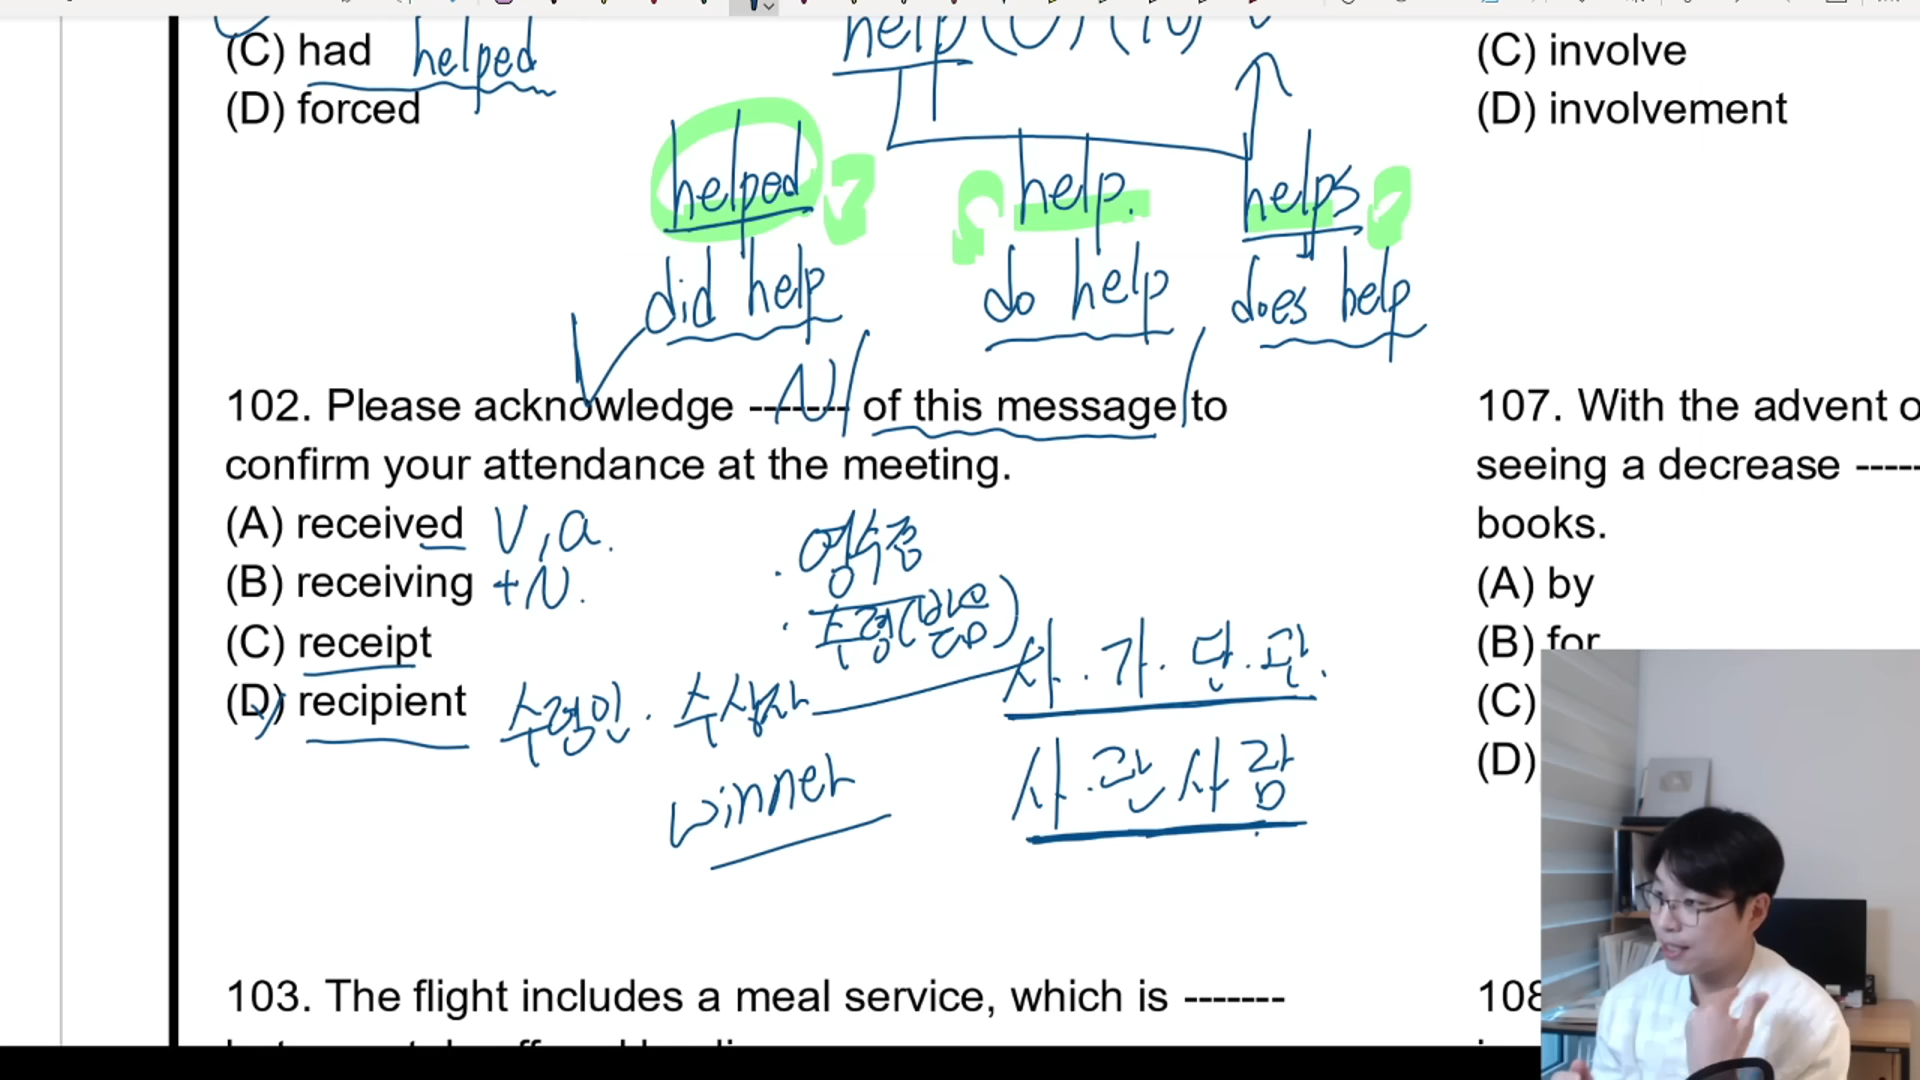 (C) had helped
(D) forced
help
helped help. helps
did help do help does help
N
102. Please acknowledge ------- of this message to
confirm your attendance at the meeting.
(A) received V, a.
(B) receiving +N.
(C) receipt
(D) recipient 수령인. 수상자
· 영수증
· 수령(받음)
사. 가. 단. 관.
사. 관 사람
winner
103. The flight includes a meal service, which is -------
(C) involve
(D) involvement
107. With the advent o
seeing a decrease ----
books.
(A) by
(B) for
(C)
(D)
108